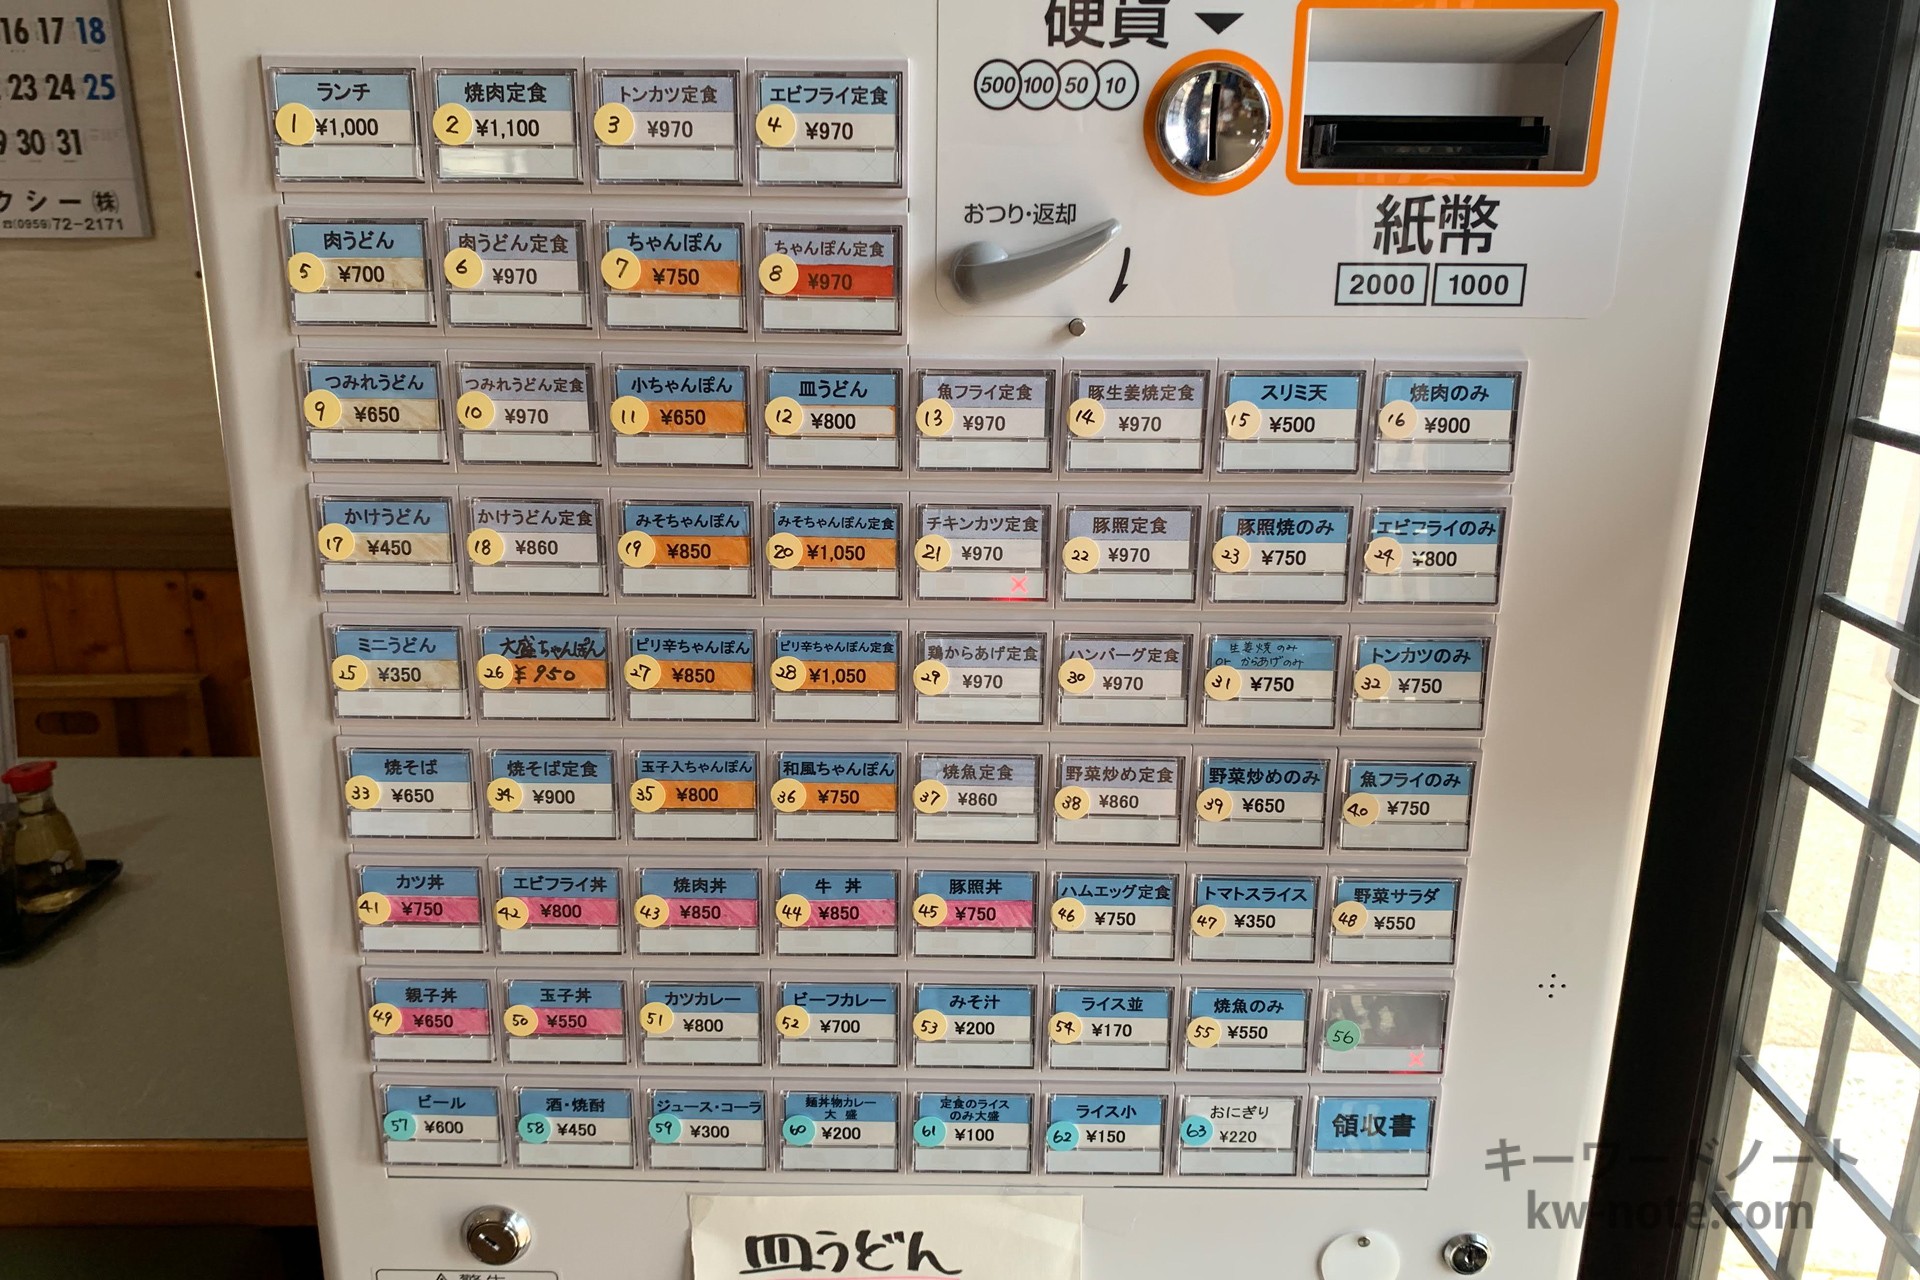 16 17 18
23 24 25
30 31
クシー㈱
☎(0959)72-2171
硬貨▼
500 100 50 10
おつり・返却
紙幣
2000 1000
ランチ
1 ¥1,000
焼肉定食
2 ¥1,100
トンカツ定食
3 ¥970
エビフライ定食
4 ¥970
肉うどん
5 ¥700
肉うどん定食
6 ¥970
ちゃんぽん
7 ¥750
ちゃんぽん定食
8 ¥970
つみれうどん
9 ¥650
つみれうどん定食
10 ¥970
小ちゃんぽん
11 ¥650
皿うどん
12 ¥800
魚フライ定食
13 ¥970
豚生姜焼定食
14 ¥970
スリミ天
15 ¥500
焼肉のみ
16 ¥900
かけうどん
17 ¥450
かけうどん定食
18 ¥860
みそちゃんぽん
19 ¥850
みそちゃんぽん定食
20 ¥1,050
チキンカツ定食
21 ¥970
×
豚照定食
22 ¥970
豚照焼のみ
23 ¥750
エビフライのみ
24 ¥800
ミニうどん
25 ¥350
大盛ちゃんぽん
26 ¥950
ピリ辛ちゃんぽん
27 ¥850
ピリ辛ちゃんぽん定食
28 ¥1,050
鶏からあげ定食
29 ¥970
ハンバーグ定食
30 ¥970
生姜焼のみ
or からあげのみ
31 ¥750
トンカツのみ
32 ¥750
焼そば
33 ¥650
焼そば定食
34 ¥900
玉子入ちゃんぽん
35 ¥800
和風ちゃんぽん
36 ¥750
焼魚定食
37 ¥860
野菜炒め定食
38 ¥860
野菜炒めのみ
39 ¥650
魚フライのみ
40 ¥750
カツ丼
41 ¥750
エビフライ丼
42 ¥800
焼肉丼
43 ¥850
牛丼
44 ¥850
豚照丼
45 ¥750
ハムエッグ定食
46 ¥750
トマトスライス
47 ¥350
野菜サラダ
48 ¥550
親子丼
49 ¥650
玉子丼
50 ¥550
カツカレー
51 ¥800
ビーフカレー
52 ¥700
みそ汁
53 ¥200
ライス並
54 ¥170
焼魚のみ
55 ¥550
56
×
ビール
57 ¥600
酒・焼酎
58 ¥450
ジュース・コーラ
59 ¥300
麺丼物カレー
大盛
60 ¥200
定食のライス
のみ大盛
61 ¥100
ライス小
62 ¥150
おにぎり
63 ¥220
領収書
皿うどん
キーワードノート
kw-note.com